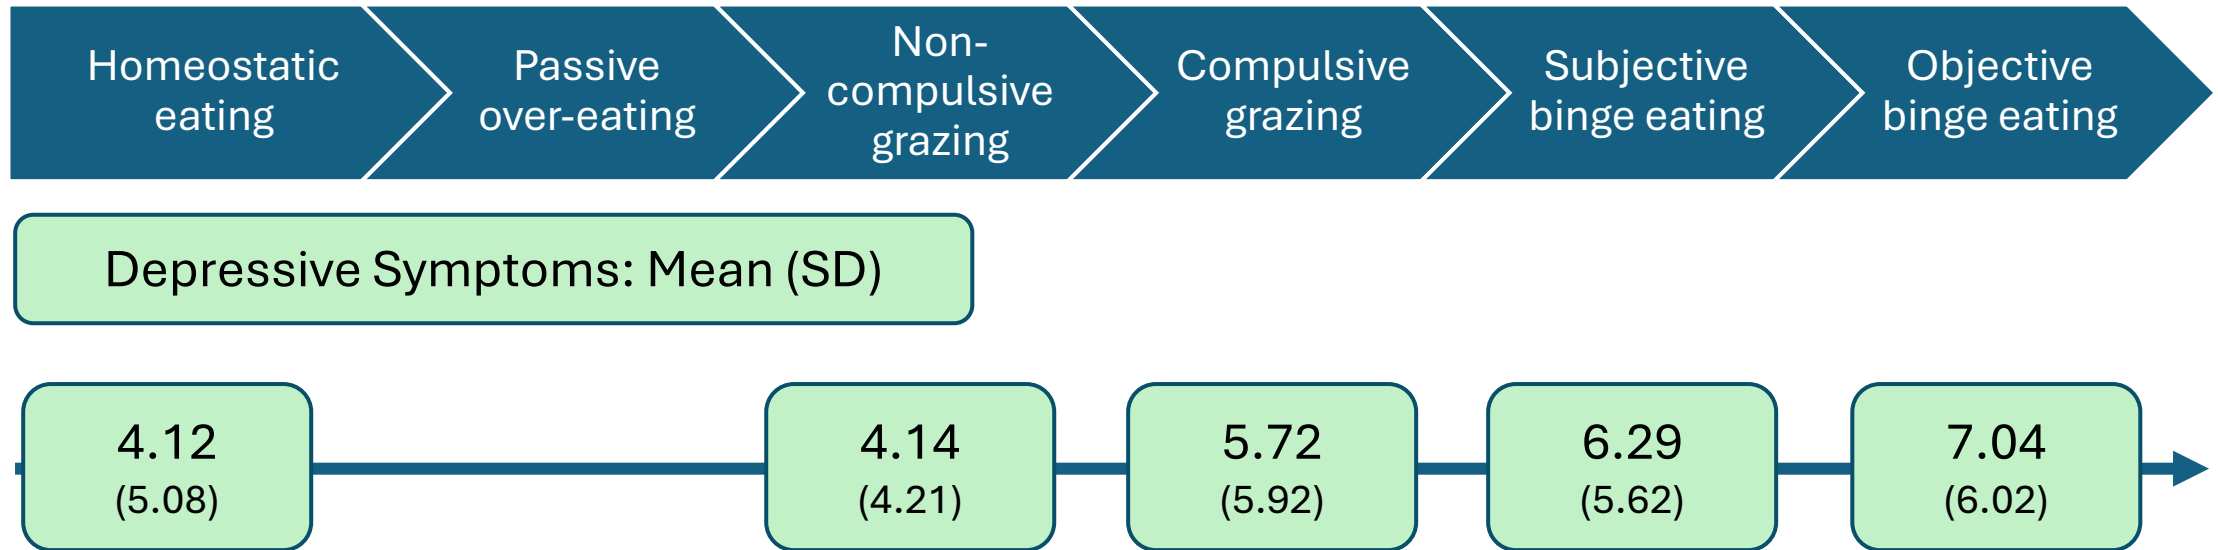 Homeostatic
eating
Passive
over-eating
Non-
compulsive
grazing
Compulsive
grazing
Subjective
binge eating
Objective
binge eating
Depressive Symptoms: Mean (SD)
4.12
(5.08)
4.14
(4.21)
5.72
(5.92)
6.29
(5.62)
7.04
(6.02)